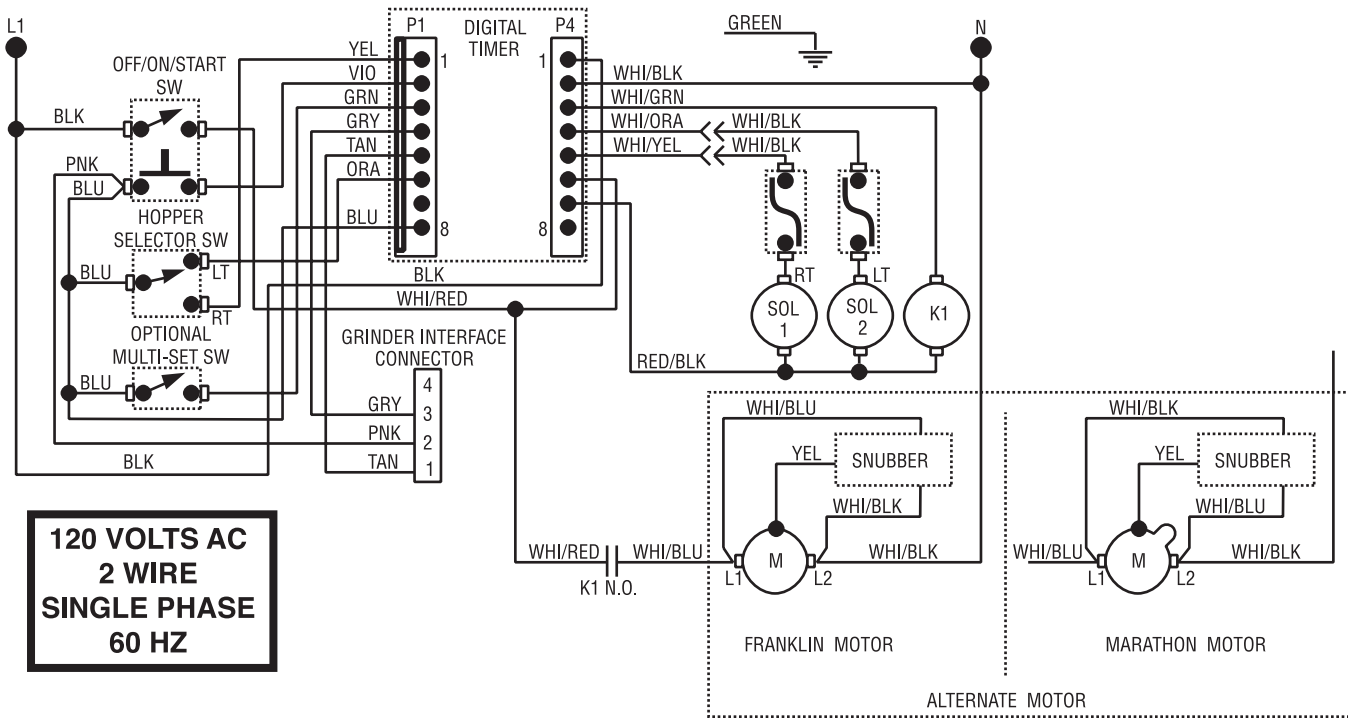 L1
OFF/ON/START
SW
BLK
PNK
BLU
HOPPER
SELECTOR SW
BLU
LT
RT
OPTIONAL
MULTI-SET SW
BLU
BLK
P1
DIGITAL
TIMER
P4
YEL
1
VIO
GRN
GRY
TAN
ORA
BLU
8
1
8
BLK
WHI/RED
GRINDER INTERFACE
CONNECTOR
4
GRY
3
PNK
2
TAN
1
GREEN
N
WHI/BLK
WHI/GRN
WHI/ORA
WHI/BLK
WHI/YEL
WHI/BLK
RT
LT
SOL
1
SOL
2
K1
RED/BLK
WHI/BLU
YEL
SNUBBER
WHI/BLK
WHI/RED
WHI/BLU
K1 N.O.
L1
M
L2
WHI/BLK
FRANKLIN MOTOR
WHI/BLK
YEL
SNUBBER
WHI/BLU
WHI/BLU
L1
M
L2
WHI/BLK
MARATHON MOTOR
ALTERNATE MOTOR
120 VOLTS AC
2 WIRE
SINGLE PHASE
60 HZ